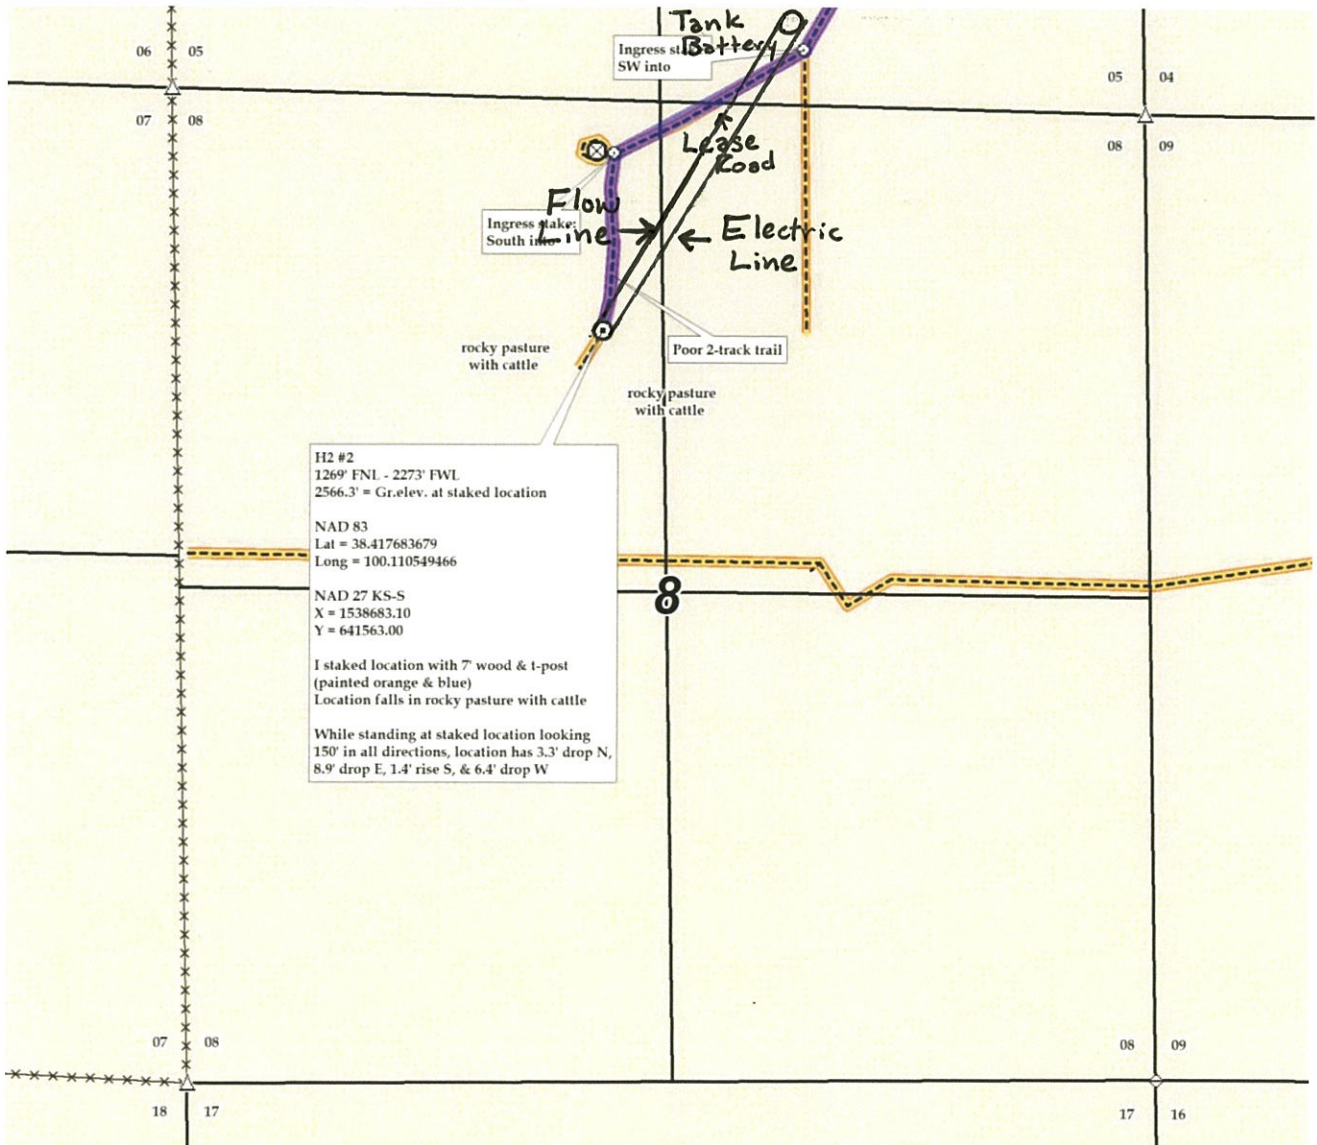 Tank
Battery
Ingress sta
SW into
06 05
05 04
07 08
08 09
Lease
Road
Flow
Line
Ingress stake:
South into
Electric
Line
rocky pasture
with cattle
Poor 2-track trail
rocky pasture
with cattle
H2 #2
1269' FNL - 2273' FWL
2566.3' = Gr.elev. at staked location
NAD 83
Lat = 38.417683679
Long = 100.110549466
NAD 27 KS-S
X = 1538683.10
Y = 641563.00
I staked location with 7' wood & t-post
(painted orange & blue)
Location falls in rocky pasture with cattle
While standing at staked location looking
150' in all directions, location has 3.3' drop N,
8.9' drop E, 1.4' rise S, & 6.4' drop W
8
07 08
08 09
18 17
17 16